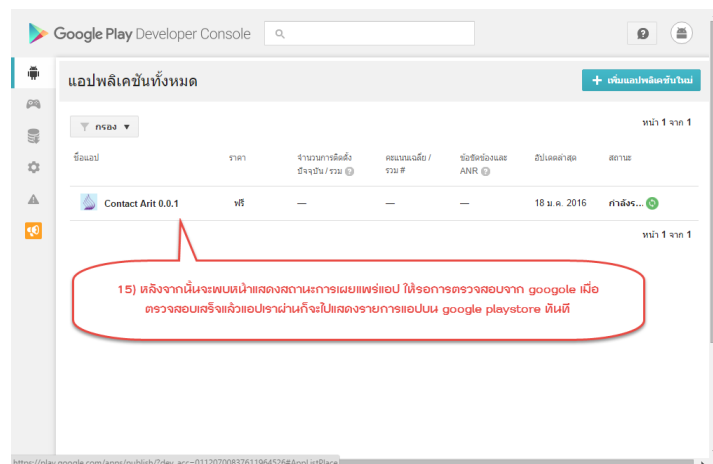 Google Play Developer Console
แอปพลิเคชันทั้งหมด
+ เพิ่มแอปพลิเคชันใหม่
กรอง
หน้า 1 จาก 1
ชื่อแอป ราคา จำนวนการติดตั้ง คะแนนเฉลี่ย / ข้อขัดข้องและ อัปเดตล่าสุด สถานะ
ปัจจุบัน / รวม รวม # ANR
Contact Arit 0.0.1 ฟรี — — — 18 ม.ค. 2016 กำลังร...
หน้า 1 จาก 1
15) หลังจากนั้นจะพบหน้าแสดงสถานะการเผยแพร่แอป ให้รอการตรวจสอบจาก googole เมื่อ
ตรวจสอบเสร็จแล้วแอปเราผ่านก็จะไปแสดงรายการแอปบน google playstore ทันที
https://play.google.com/apps/publish/?dev_acc=01120700837611964526#AppListPlace